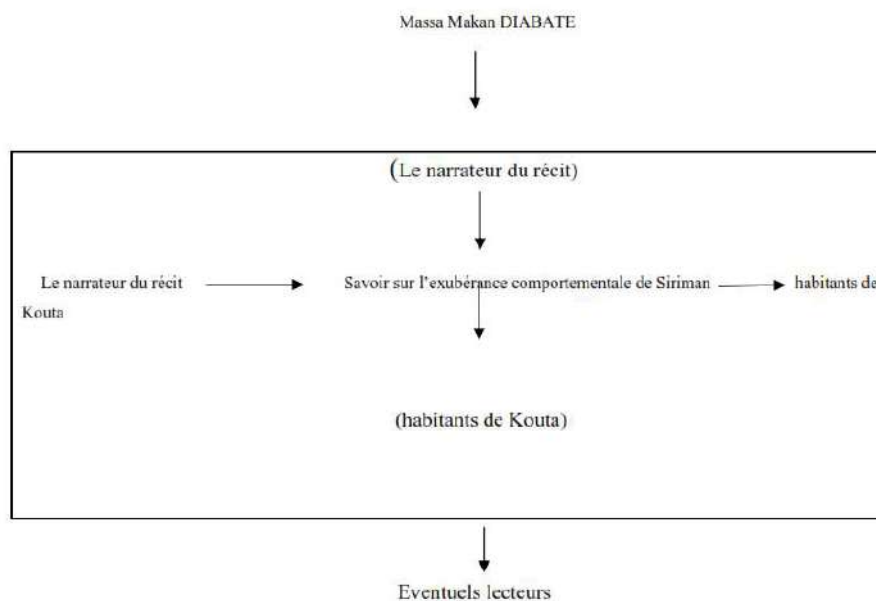 Massa Makan DIABATE
(Le narrateur du récit)
Le narrateur du récit Savoir sur l'exubérance comportementale de Siriman habitants de
Kouta
(habitants de Kouta)
Eventuels lecteurs